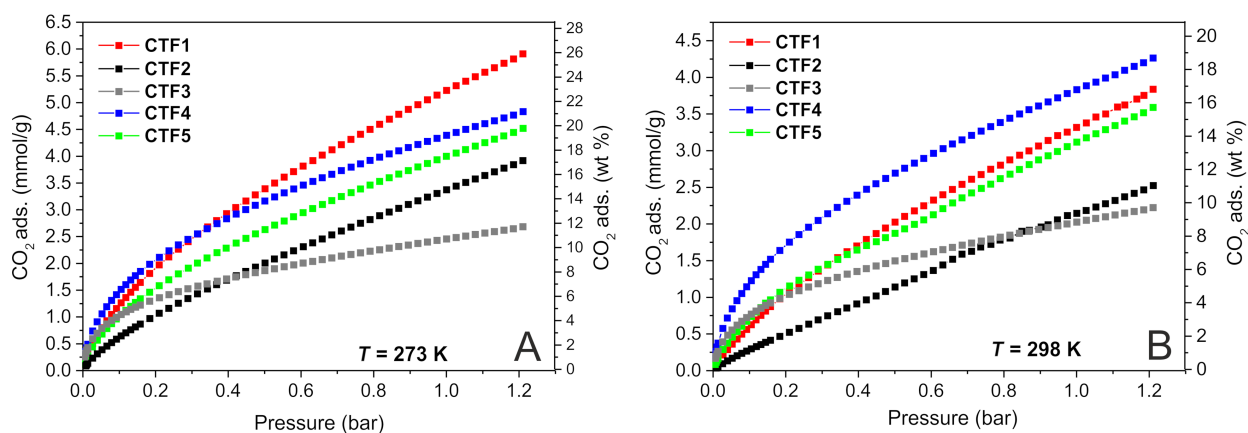 CO2 ads. (mmol/g)
6.5
6.0
5.5
5.0
4.5
4.0
3.5
3.0
2.5
2.0
1.5
1.0
0.5
0.0
CTF1
CTF2
CTF3
CTF4
CTF5
T = 273 K
A
28
26
24
22
20
18
16
14
12
10
8
6
4
2
0
CO2 ads. (wt %)
0.0 0.2 0.4 0.6 0.8 1.0 1.2
Pressure (bar)
CO2 ads. (mmol/g)
4.5
4.0
3.5
3.0
2.5
2.0
1.5
1.0
0.5
0.0
CTF1
CTF2
CTF3
CTF4
CTF5
T = 298 K
B
20
18
16
14
12
10
8
6
4
2
0
CO2 ads. (wt %)
0.0 0.2 0.4 0.6 0.8 1.0 1.2
Pressure (bar)